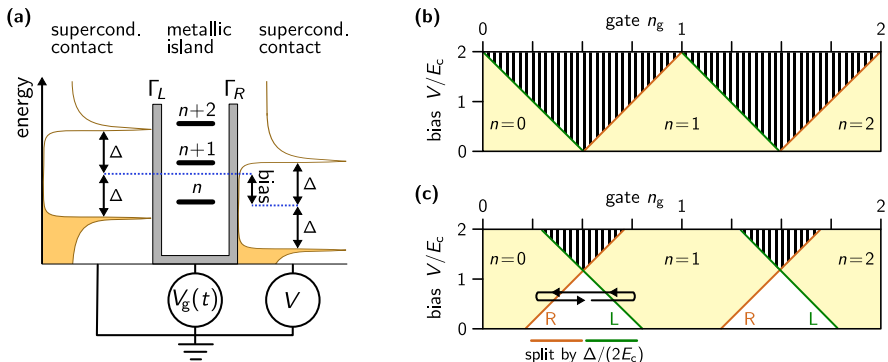 (a)
supercond.
contact
metallic
island
supercond.
contact
energy
Γ_L
Γ_R
n+2
n+1
n
Δ
Δ
bias
Δ
Δ
V_g(t)
V
(b)
gate n_g
0
1
2
bias V/E_c
2
1
0
n=0
n=1
n=2
(c)
gate n_g
0
1
2
bias V/E_c
2
1
0
n=0
n=1
n=2
R
L
R
L
split by Δ/(2E_c)